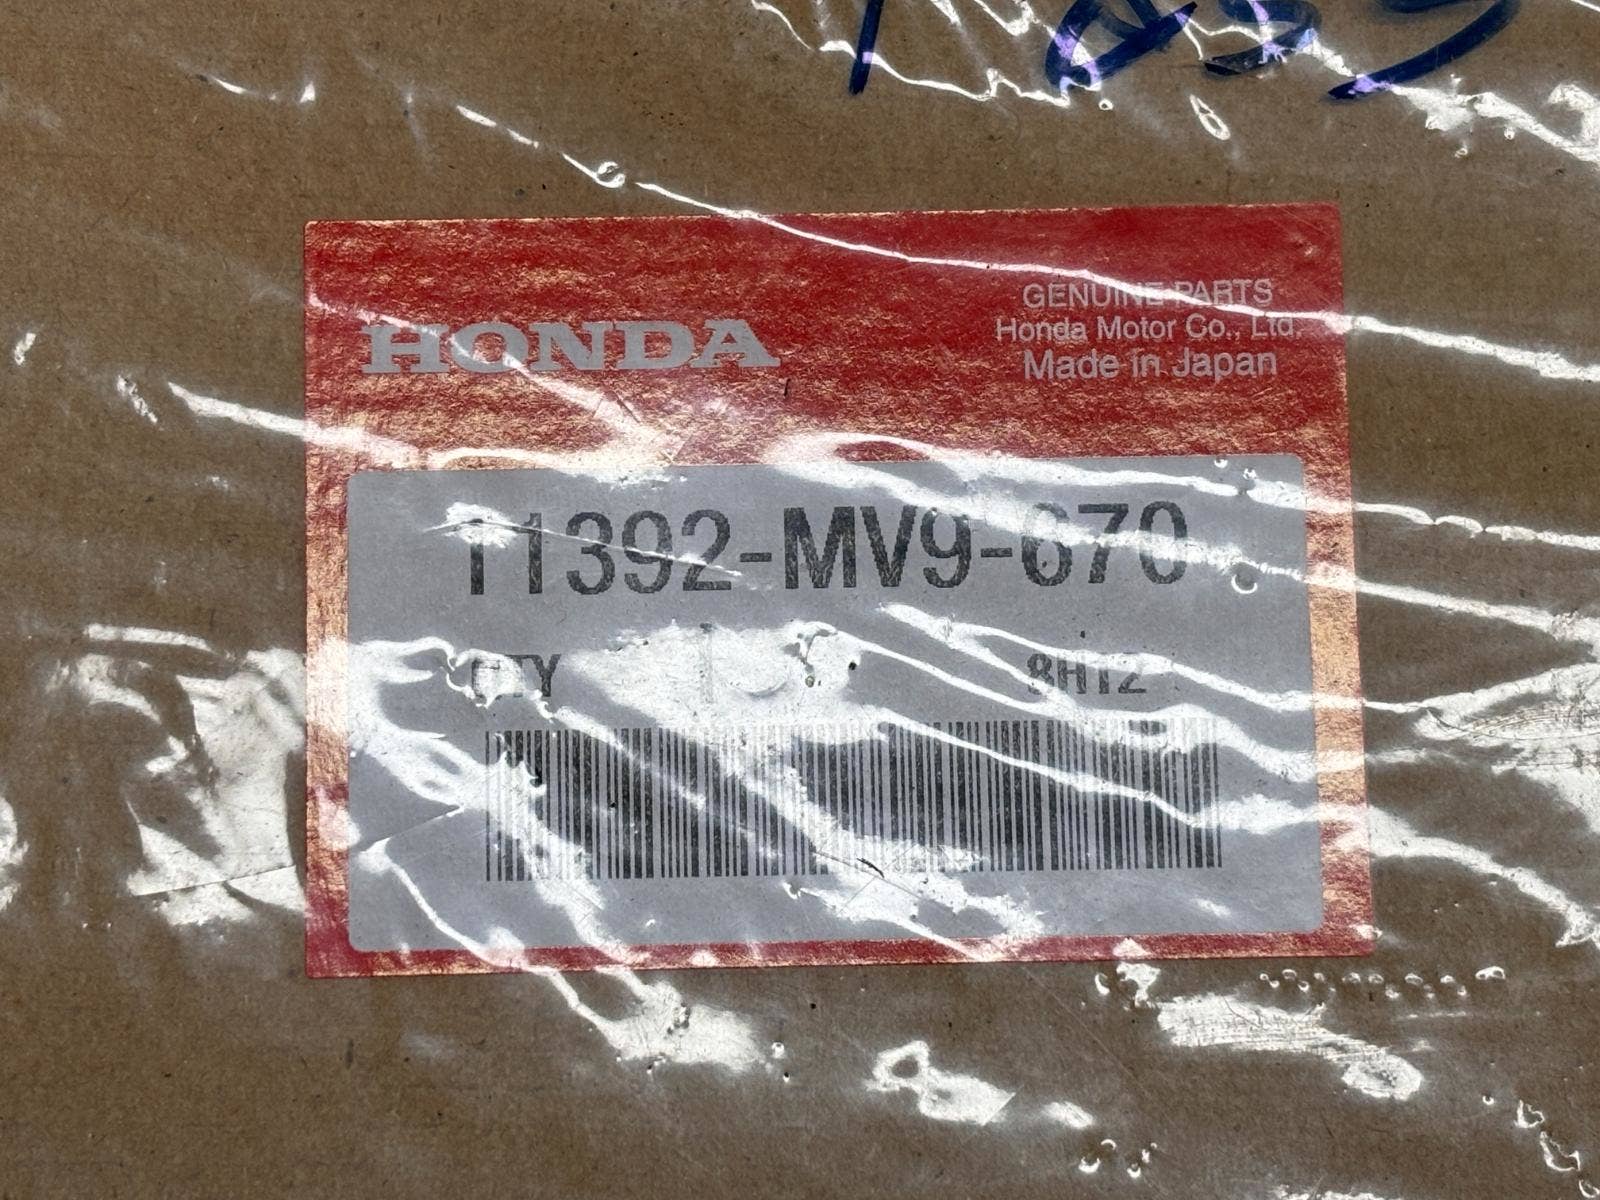 HONDA
GENUINE PARTS
Honda Motor Co., Ltd.
Made in Japan
11392-MV9-670
QTY
8H12